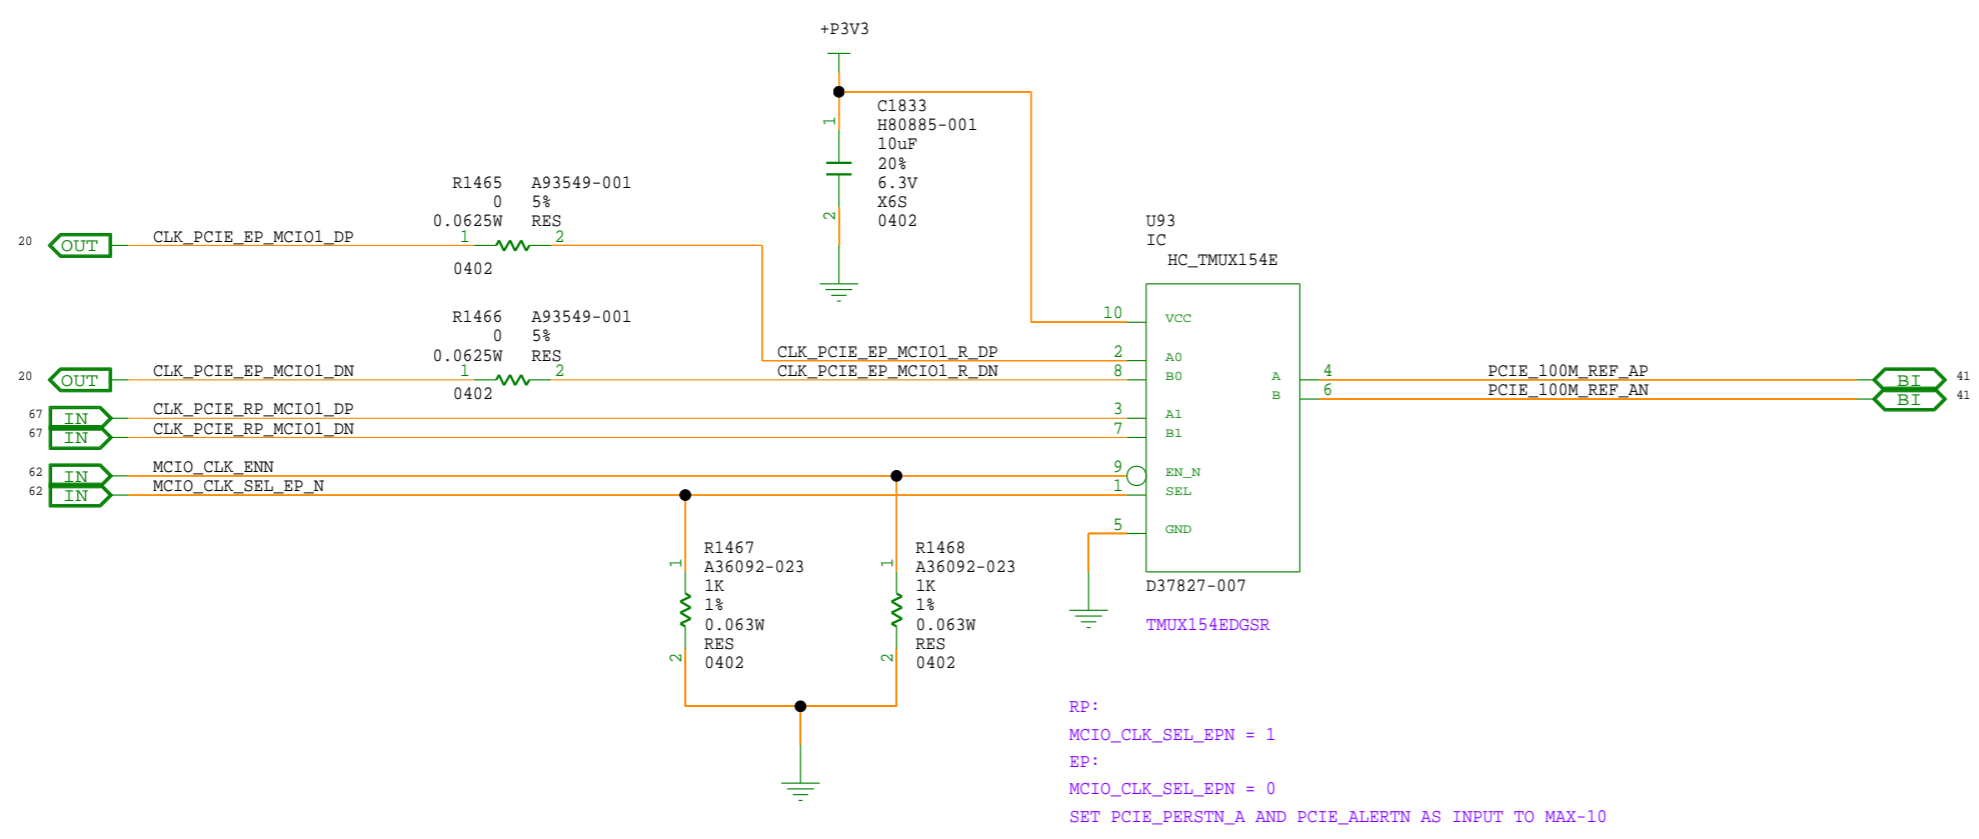 +P3V3
C1833
H80885-001
10uF
20%
6.3V
X6S
0402
1
2
R1465 A93549-001
0 5%
0.0625W RES
1 2
0402
20 OUT CLK_PCIE_EP_MCIO1_DP
R1466 A93549-001
0 5%
0.0625W RES
1 2
0402
20 OUT CLK_PCIE_EP_MCIO1_DN
CLK_PCIE_EP_MCIO1_R_DP
CLK_PCIE_EP_MCIO1_R_DN
67 IN CLK_PCIE_RP_MCIO1_DP
67 IN CLK_PCIE_RP_MCIO1_DN
62 IN MCIO_CLK_ENN
62 IN MCIO_CLK_SEL_EP_N
U93
IC
HC_TMUX154E
10 VCC
2 A0
8 B0
3 A1
7 B1
9 EN_N
1 SEL
5 GND
A 4 PCIE_100M_REF_AP BI 41
B 6 PCIE_100M_REF_AN BI 41
D37827-007
TMUX154EDGSR
R1467
A36092-023
1K
1%
0.063W
RES
0402
1
2
R1468
A36092-023
1K
1%
0.063W
RES
0402
1
2
RP:
MCIO_CLK_SEL_EPN = 1
EP:
MCIO_CLK_SEL_EPN = 0
SET PCIE_PERSTN_A AND PCIE_ALERTN AS INPUT TO MAX-10